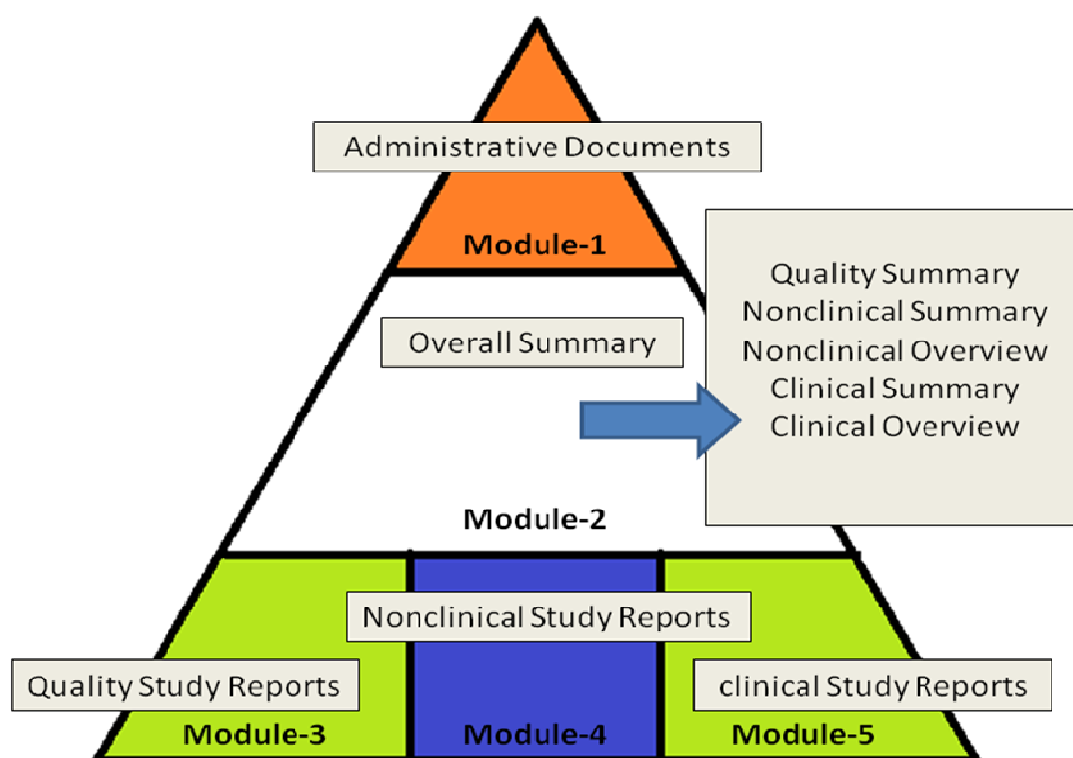 Administrative Documents
Module-1
Quality Summary
Nonclinical Summary
Nonclinical Overview
Clinical Summary
Clinical Overview
Overall Summary
Module-2
Nonclinical Study Reports
Quality Study Reports
clinical Study Reports
Module-3
Module-4
Module-5